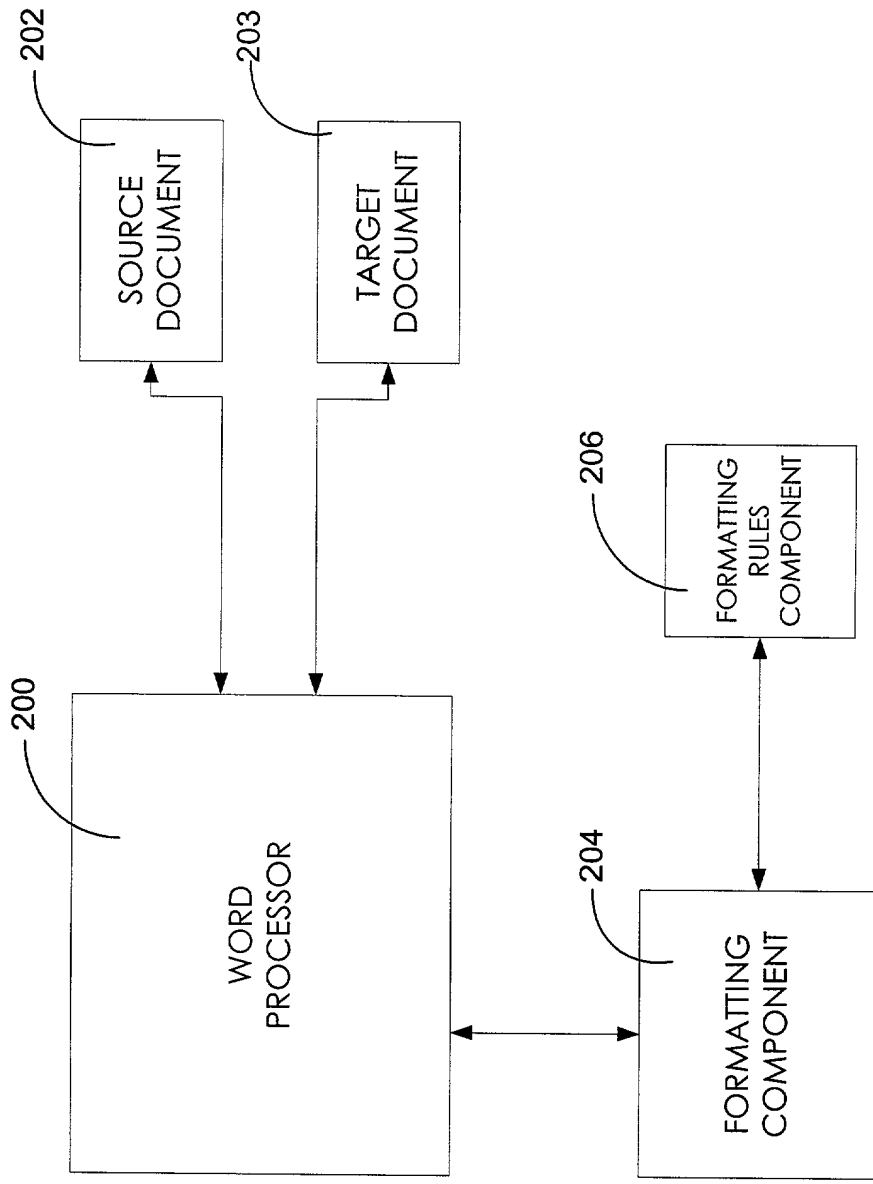 200
WORD
PROCESSOR
202
SOURCE
DOCUMENT
203
TARGET
DOCUMENT
204
FORMATTING
COMPONENT
206
FORMATTING
RULES
COMPONENT